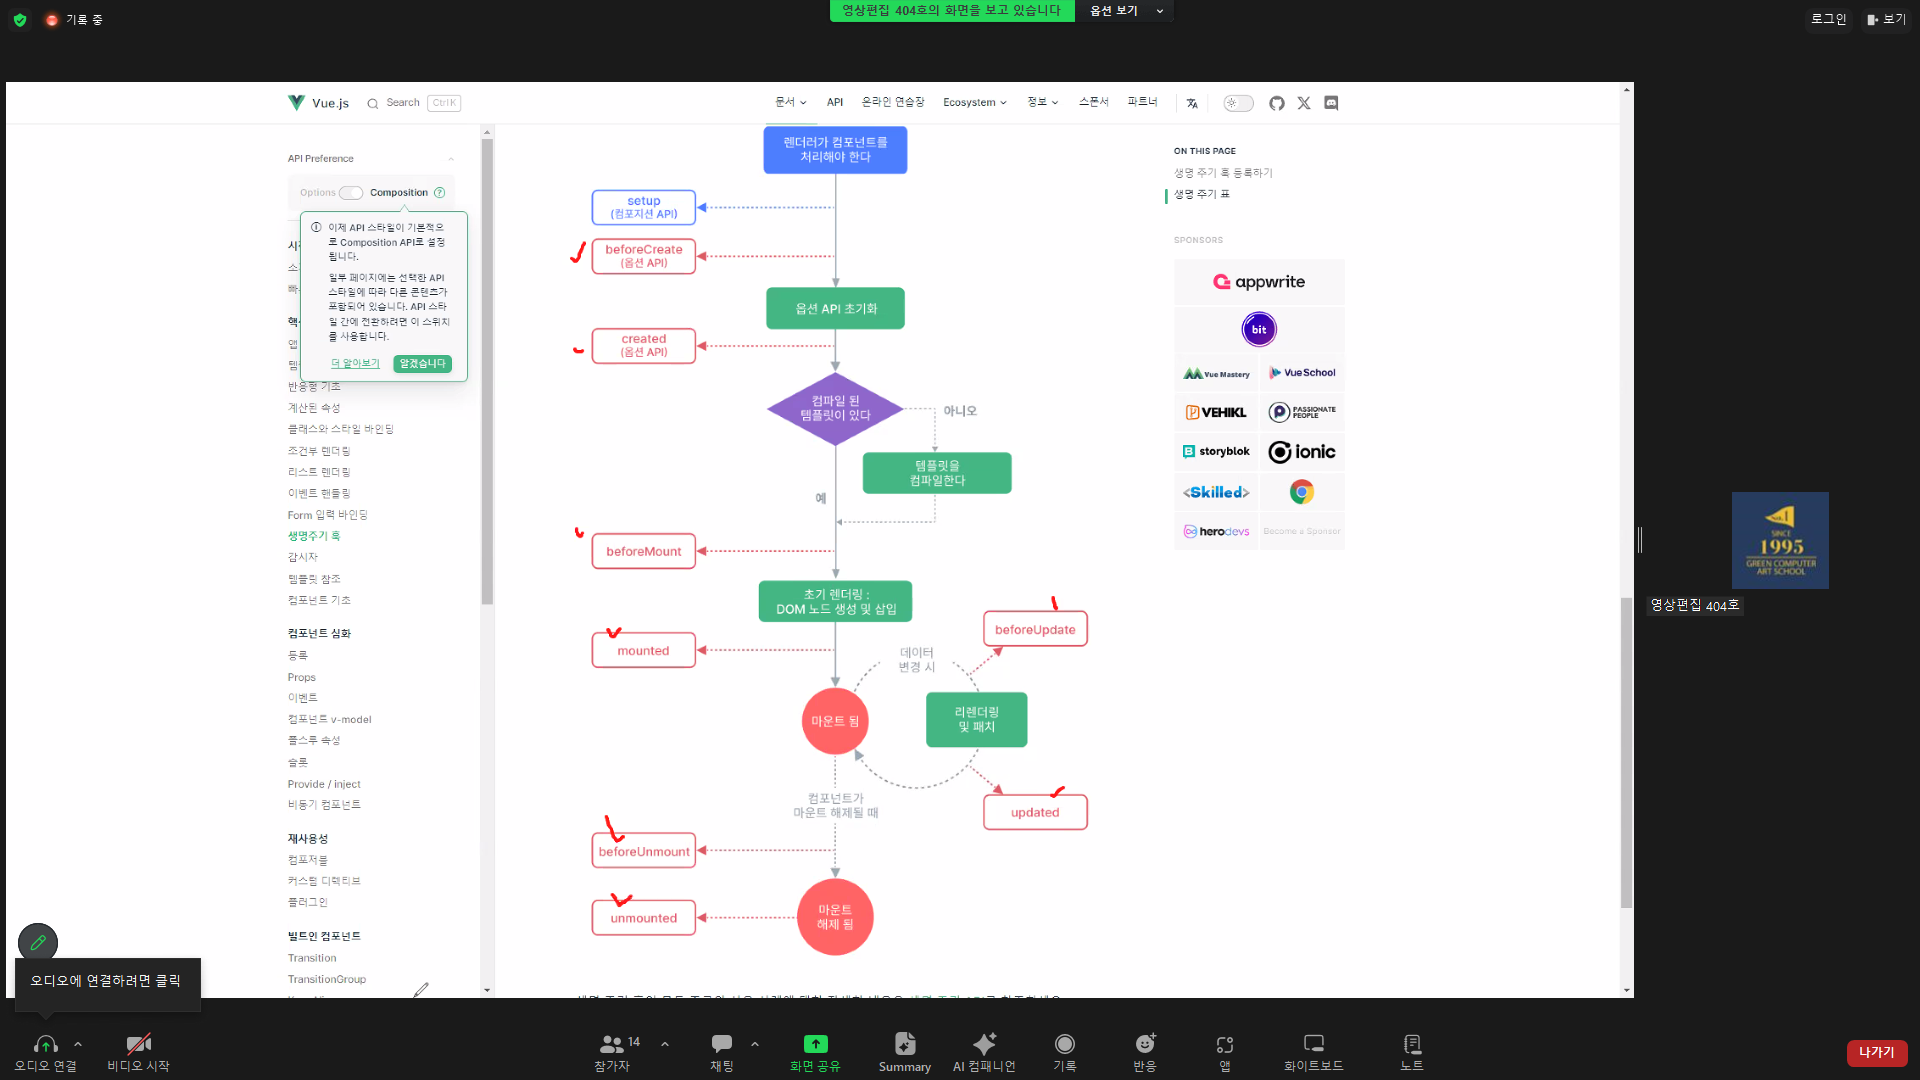 기록 중
영상편집 404호의 화면을 보고 있습니다
옵션 보기
로그인
보기
Vue.js
Search
Ctrl K
문서
API
온라인 연습장
Ecosystem
정보
스폰서
파트너
API Preference
Options
Composition
?
이제 API 스타일이 기본적으
로 Composition API로 설정
됩니다.
일부 페이지에는 선택한 API
스타일에 따라 다른 콘텐츠가
포함되어 있습니다. API 스타
일 간에 전환하려면 이 스위치
를 사용합니다.
더 알아보기
알겠습니다
반응형 기초
계산된 속성
클래스와 스타일 바인딩
조건부 렌더링
리스트 렌더링
이벤트 핸들링
Form 입력 바인딩
생명주기 훅
감시자
템플릿 참조
컴포넌트 기초
컴포넌트 심화
등록
Props
이벤트
컴포넌트 v-model
폴스루 속성
슬롯
Provide / inject
비동기 컴포넌트
재사용성
컴포저블
커스텀 디렉티브
플러그인
빌트인 컴포넌트
Transition
TransitionGroup
렌더러가 컴포넌트를
처리해야 한다
setup
(컴포지션 API)
beforeCreate
(옵션 API)
옵션 API 초기화
created
(옵션 API)
컴파일 된
템플릿이 있다
아니오
템플릿을
컴파일한다
예
beforeMount
초기 렌더링 :
DOM 노드 생성 및 삽입
mounted
beforeUpdate
데이터
변경 시
마운트 됨
리렌더링
및 패치
updated
컴포넌트가
마운트 해제될 때
beforeUnmount
unmounted
마운트
해제 됨
ON THIS PAGE
생명 주기 훅 등록하기
생명 주기 표
SPONSORS
appwrite
bit
Vue Mastery
Vue School
VEHIKL
PASSIONATE
PEOPLE
storyblok
ionic
<Skilled>
herodevs
Become a Sponsor
SINCE
1995
GREEN COMPUTER
ART SCHOOL
영상편집 404호
오디오에 연결하려면 클릭
오디오 연결
비디오 시작
14
참가자
채팅
화면 공유
Summary
AI 컴패니언
기록
반응
앱
화이트보드
노트
나가기